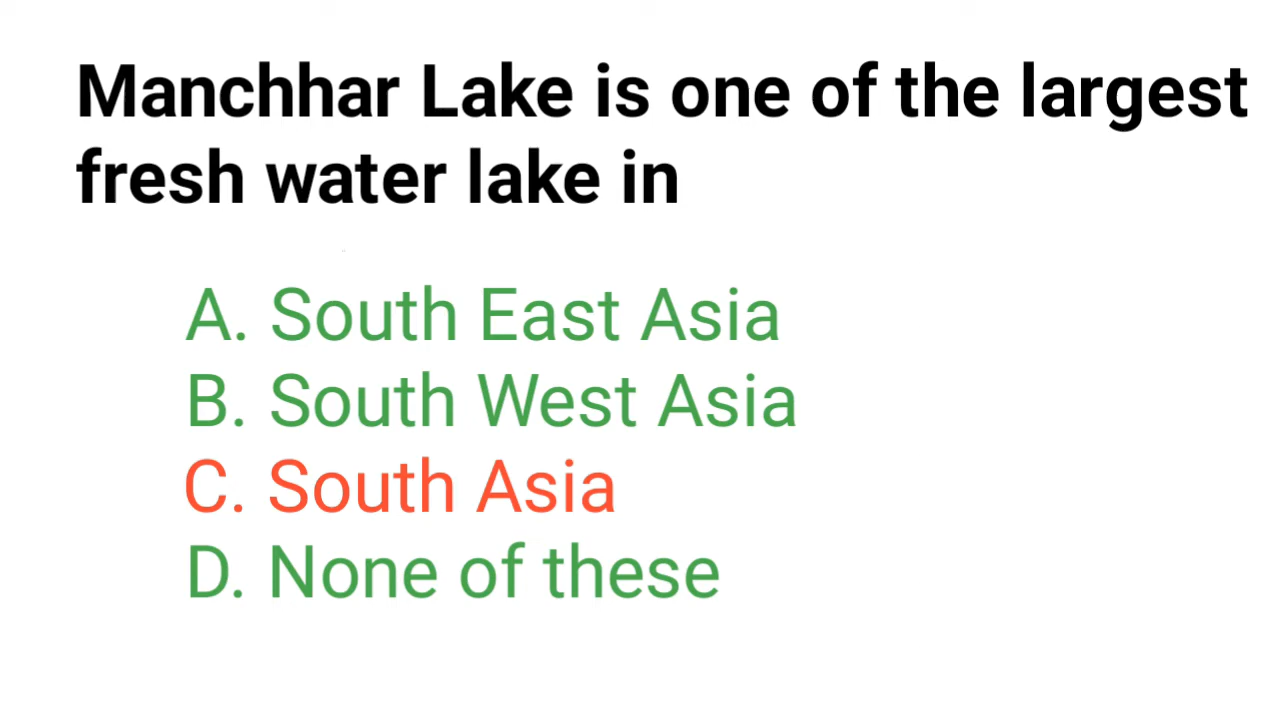 Manchhar Lake is one of the largest
fresh water lake in
A. South East Asia
B. South West Asia
C. South Asia
D. None of these